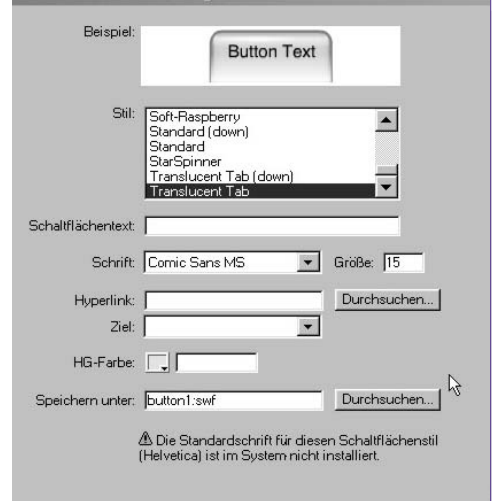 Beispiel:
Button Text
Stil:
Soft-Raspberry
Standard (down)
Standard
StarSpinner
Translucent Tab (down)
Translucent Tab
Schaltflächentext:
Schrift: Comic Sans MS Größe: 15
Hyperlink: Durchsuchen...
Ziel:
HG-Farbe:
Speichern unter: button1.swf Durchsuchen...
Die Standardschrift für diesen Schaltflächenstil
(Helvetica) ist im System nicht installiert.